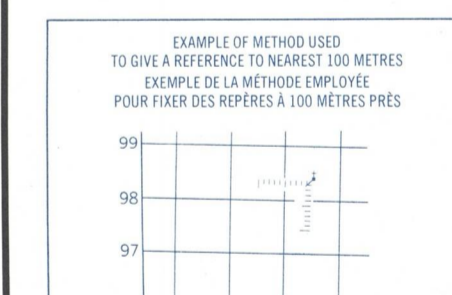 EXAMPLE OF METHOD USED
TO GIVE A REFERENCE TO NEAREST 100 METRES
EXEMPLE DE LA MÉTHODE EMPLOYÉE
POUR FIXER DES REPÈRES À 100 MÈTRES PRÈS
99
98
97